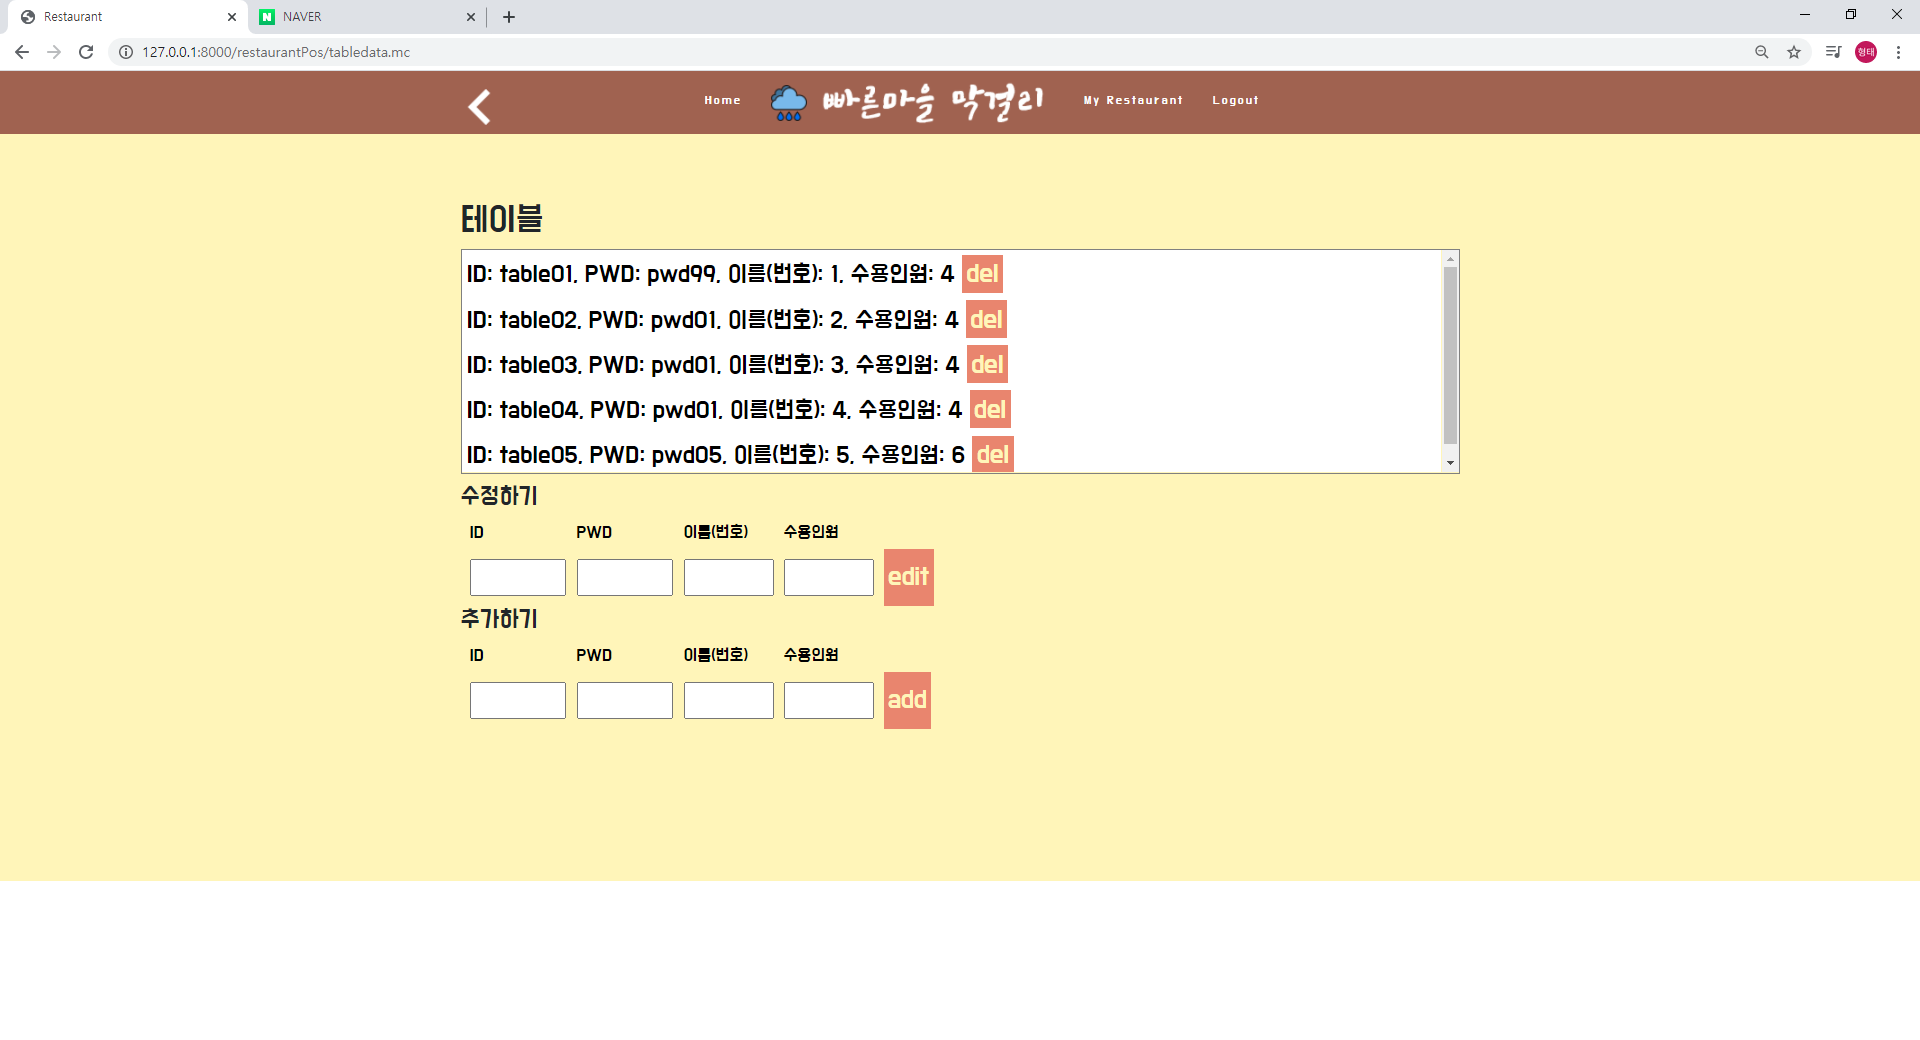 Restaurant
NAVER
127.0.0.1:8000/restaurantPos/tabledata.mc
형태
Home
빠른마을 막걸리
My Restaurant
Logout
테이블
ID: table01, PWD: pwd99, 이름(번호): 1, 수용인원: 4 del
ID: table02, PWD: pwd01, 이름(번호): 2, 수용인원: 4 del
ID: table03, PWD: pwd01, 이름(번호): 3, 수용인원: 4 del
ID: table04, PWD: pwd01, 이름(번호): 4, 수용인원: 4 del
ID: table05, PWD: pwd05, 이름(번호): 5, 수용인원: 6 del
수정하기
ID PWD 이름(번호) 수용인원
edit
추가하기
ID PWD 이름(번호) 수용인원
add